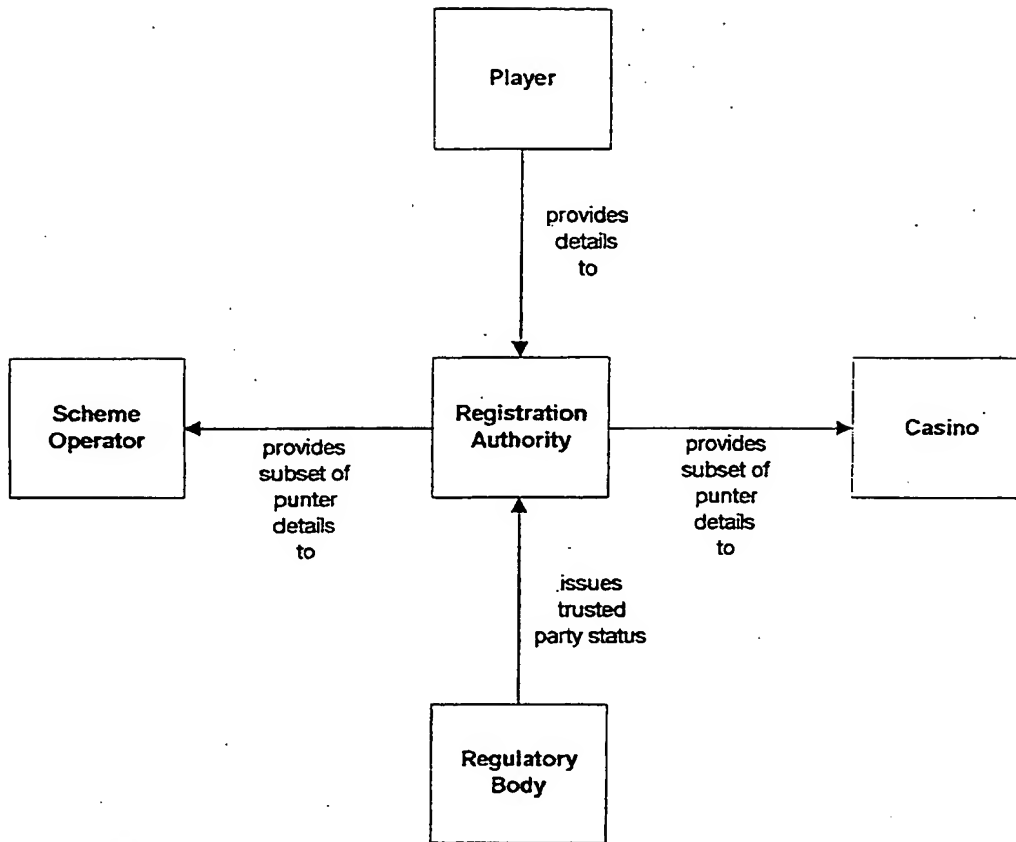 Player
provides
details
to
Scheme
Operator
Registration
Authority
Casino
provides
subset of
punter
details
to
provides
subset of
punter
details
to
issues
trusted
party status
Regulatory
Body